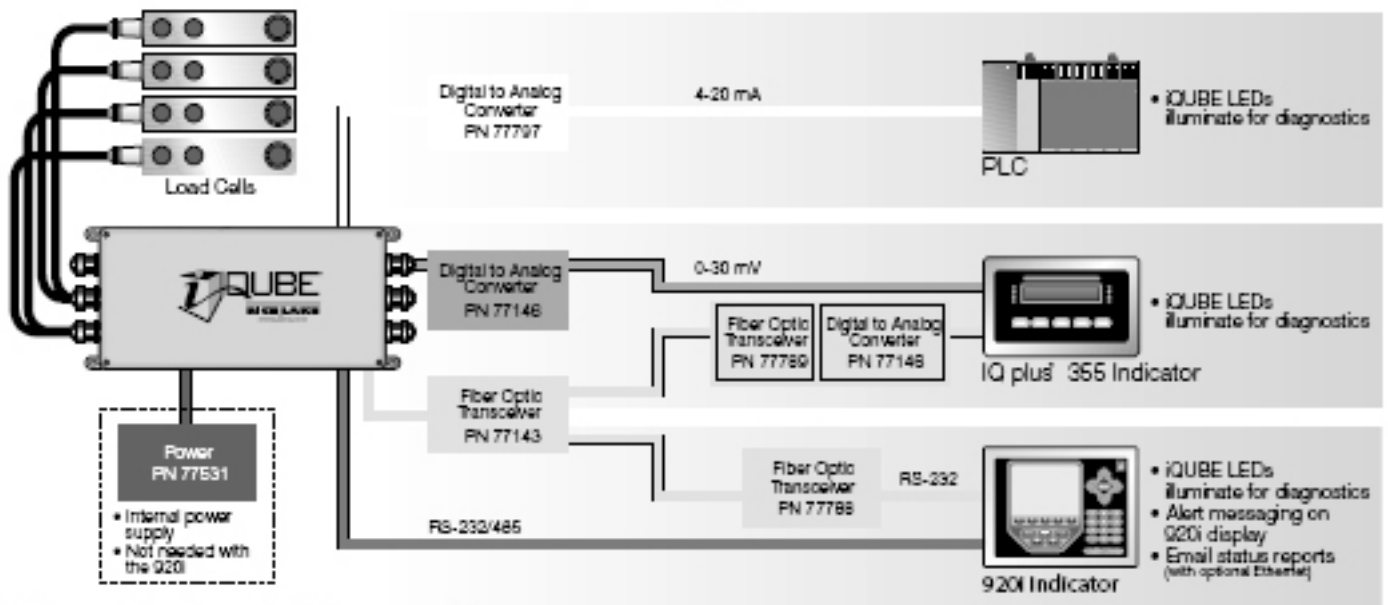 Load Cells
Digital to Analog
Converter
PN 77797
4-20 mA
PLC
• iQUBE LEDs
illuminate for diagnostics
iQUBE
RICE LAKE
Digital to Analog
Converter
PN 77146
0-30 mV
Fiber Optic
Transceiver
PN 77789
Digital to Analog
Converter
PN 77146
IQ plus® 355 Indicator
• iQUBE LEDs
illuminate for diagnostics
Fiber Optic
Transceiver
PN 77143
Power
PN 77531
• Internal power
supply
• Not needed with
the 920i
Fiber Optic
Transceiver
PN 77788
RS-232
RS-232/485
920i Indicator
• iQUBE LEDs
illuminate for diagnostics
• Alert messaging on
920i display
• Email status reports
(with optional Ethernet)